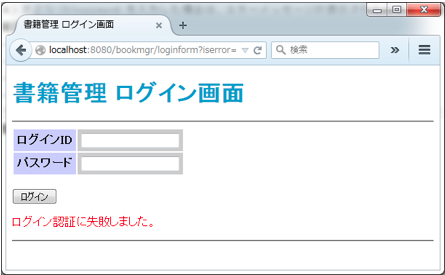 書籍管理 ログイン画面
localhost:8080/bookmgr/loginform?iserror=
検索
書籍管理 ログイン画面
ログインID
パスワード
ログイン
ログイン認証に失敗しました。